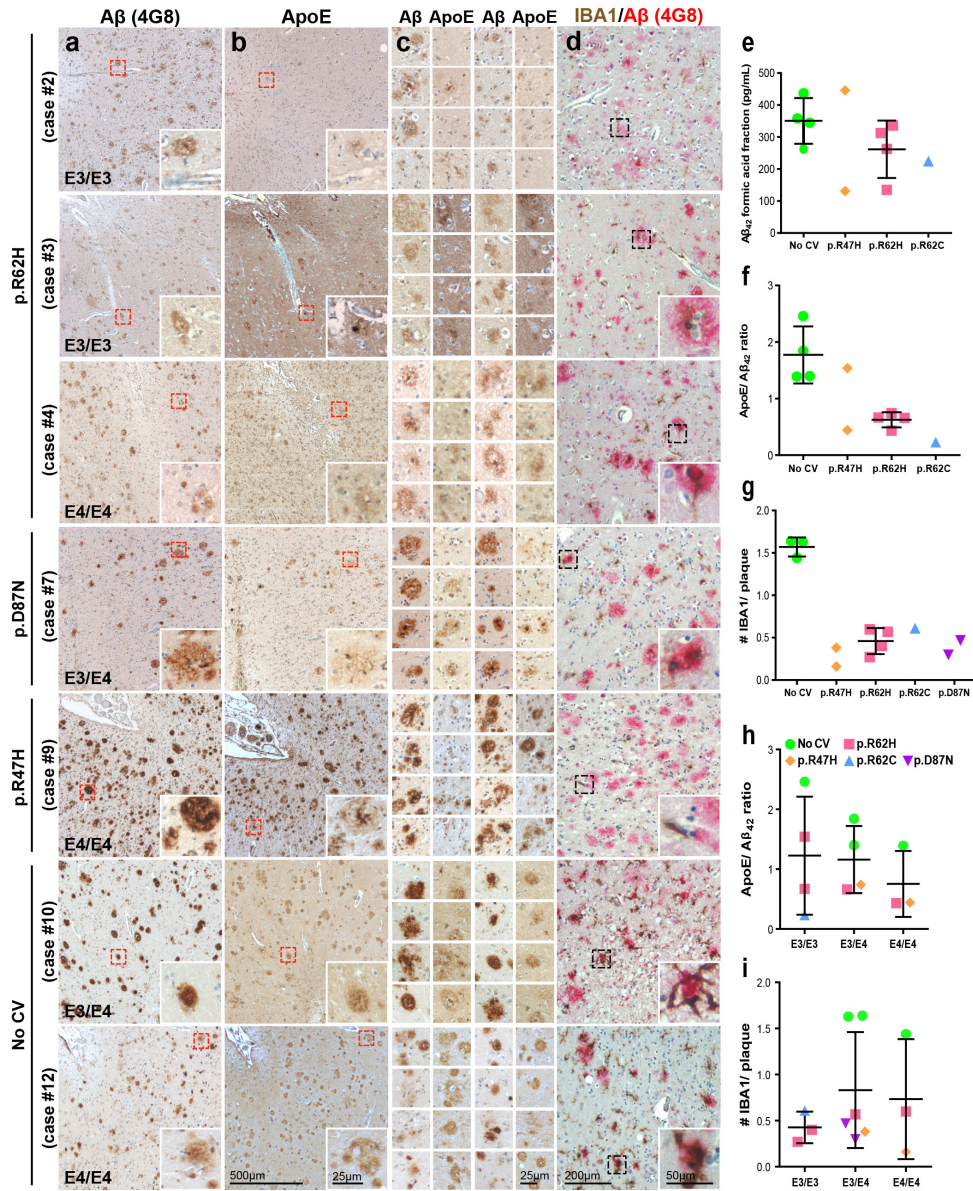 Aβ (4G8)
ApoE
Aβ ApoE Aβ ApoE
IBA1/Aβ (4G8)
a
b
c
d
p.R62H
(case #2)
E3/E3
(case #3)
E3/E3
(case #4)
E4/E4
p.D87N
(case #7)
E3/E4
p.R47H
(case #9)
E4/E4
No CV
(case #10)
E3/E4
(case #12)
E4/E4
500µm
25µm
25µm
200µm
50µm
e
Aβ42 formic acid fraction (pg/mL)
500
400
300
200
100
0
No CV p.R47H p.R62H p.R62C
f
ApoE/ Aβ42 ratio
3
2
1
0
No CV p.R47H p.R62H p.R62C
g
# IBA1/ plaque
2.0
1.5
1.0
0.5
0.0
No CV p.R47H p.R62H p.R62C p.D87N
h
No CV p.R62H
p.R47H p.R62C p.D87N
ApoE/ Aβ42 ratio
3
2
1
0
E3/E3 E3/E4 E4/E4
i
# IBA1/ plaque
2.0
1.5
1.0
0.5
0.0
E3/E3 E3/E4 E4/E4